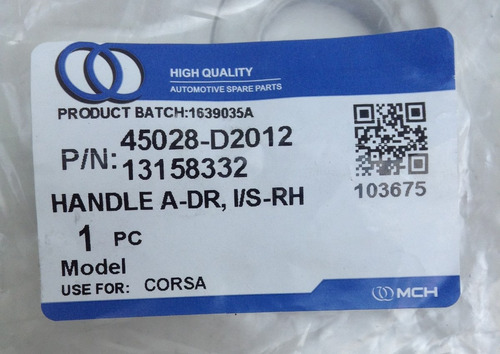 HIGH QUALITY
AUTOMOTIVE SPARE PARTS
PRODUCT BATCH:1639035A
P/N: 45028-D2012
13158332
103675
HANDLE A-DR, I/S-RH
1 PC
Model
USE FOR: CORSA
MCH